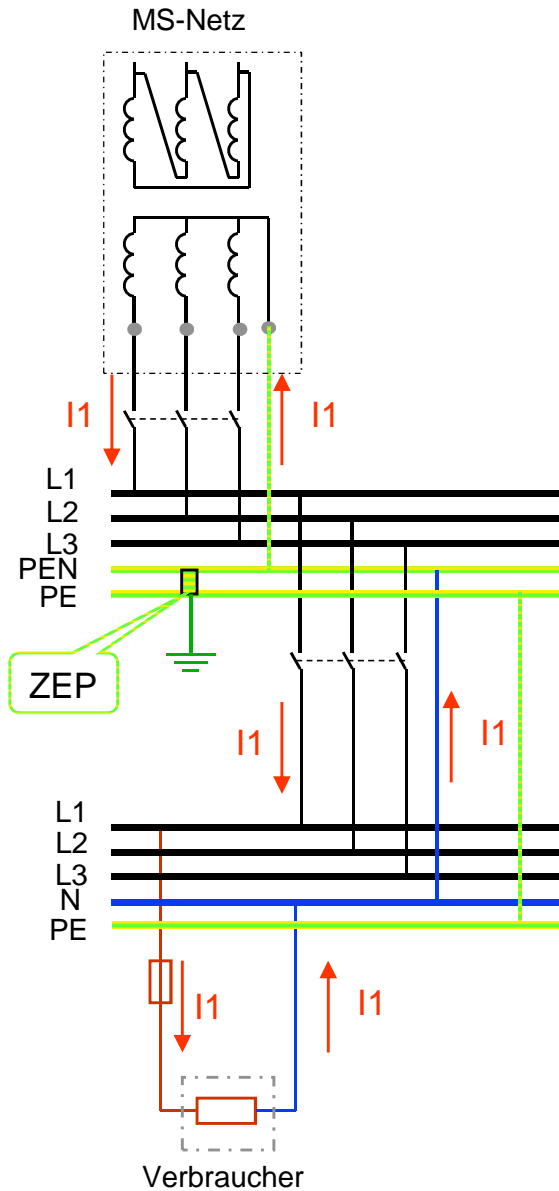 MS-Netz
I1
I1
L1
L2
L3
PEN
PE
ZEP
I1
I1
L1
L2
L3
N
PE
I1
I1
Verbraucher